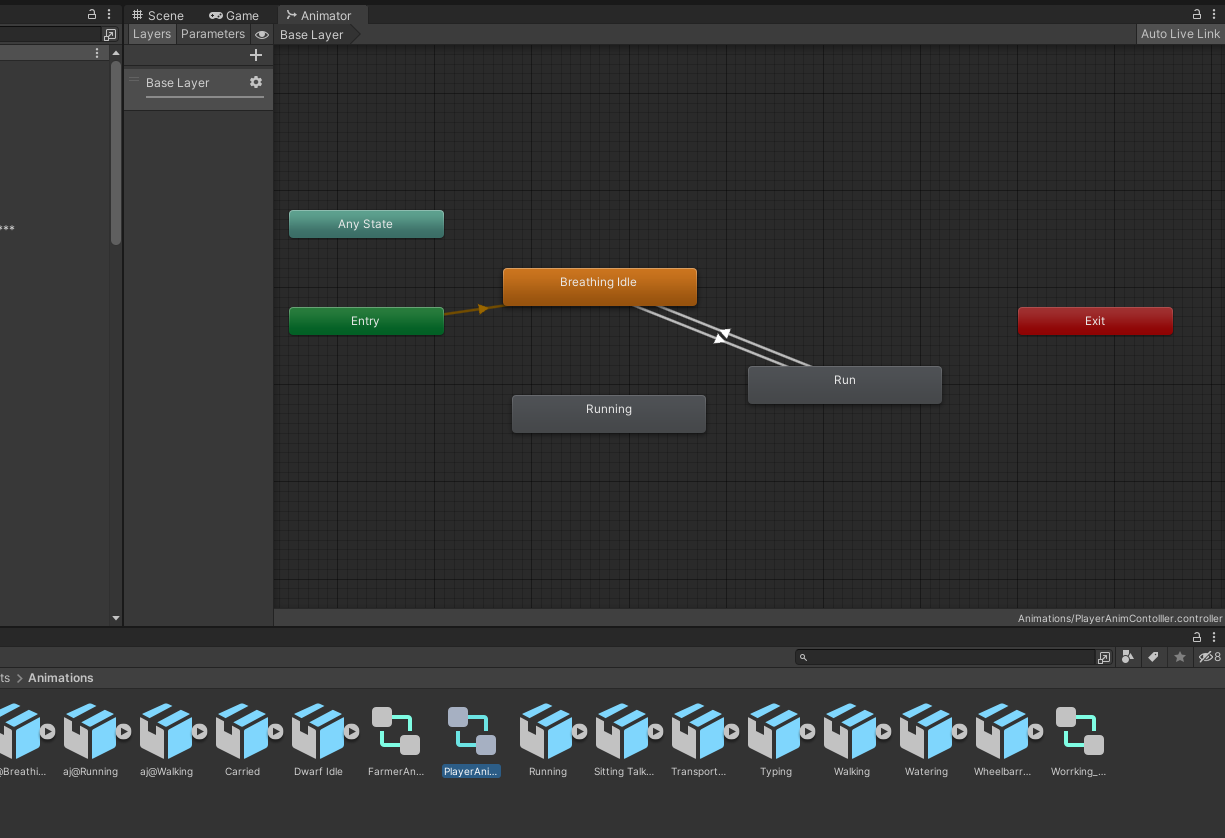 Scene Game Animator
Layers Parameters Base Layer Auto Live Link
Base Layer
Any State
***
Breathing Idle
Entry
Exit
Run
Running
Animations/PlayerAnimContolller.controller
8
ts > Animations
@Breathi... aj@Running aj@Walking Carried Dwarf Idle FarmerAn... PlayerAni... Running Sitting Talk... Transport... Typing Walking Watering Wheelbarr... Worrking_...